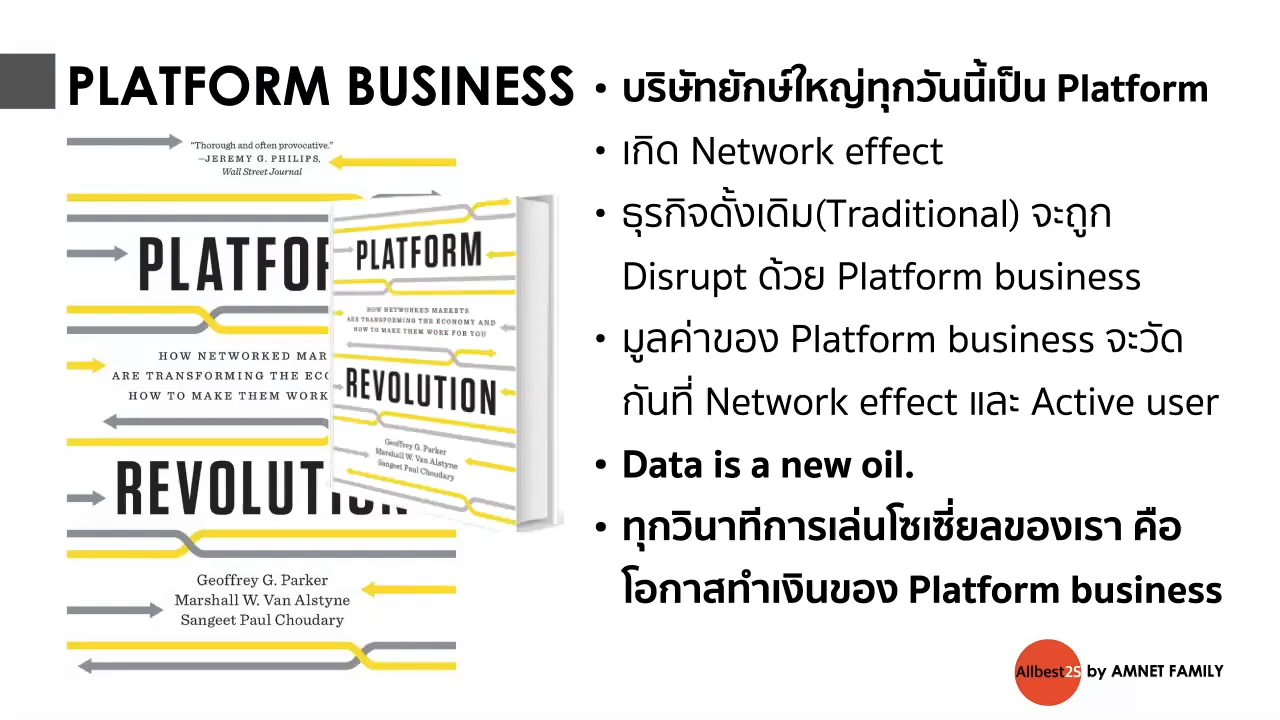 PLATFORM BUSINESS
"Thorough and often provocative."
—JEREMY G. PHILIPS,
Wall Street Journal
PLATFOR
HOW NETWORKED MAR
ARE TRANSFORMING THE ECO
HOW TO MAKE THEM WORK
REVOLUTION
Geoffrey G. Parker
Marshall W. Van Alstyne
Sangeet Paul Choudary
PLATFORM
HOW NETWORKED MARKETS
ARE TRANSFORMING THE ECONOMY AND
HOW TO MAKE THEM WORK FOR YOU
REVOLUTION
Geoffrey G. Parker
Marshall W. Van Alstyne
Sangeet Paul Choudary
• บริษัทยักษ์ใหญ่ทุกวันนี้เป็น Platform
• เกิด Network effect
• ธุรกิจดั้งเดิม(Traditional) จะถูก
Disrupt ด้วย Platform business
• มูลค่าของ Platform business จะวัด
กันที่ Network effect และ Active user
• Data is a new oil.
• ทุกวินาทีการเล่นโซเซี่ยลของเรา คือ
โอกาสทำเงินของ Platform business
Allbest2S by AMNET FAMILY